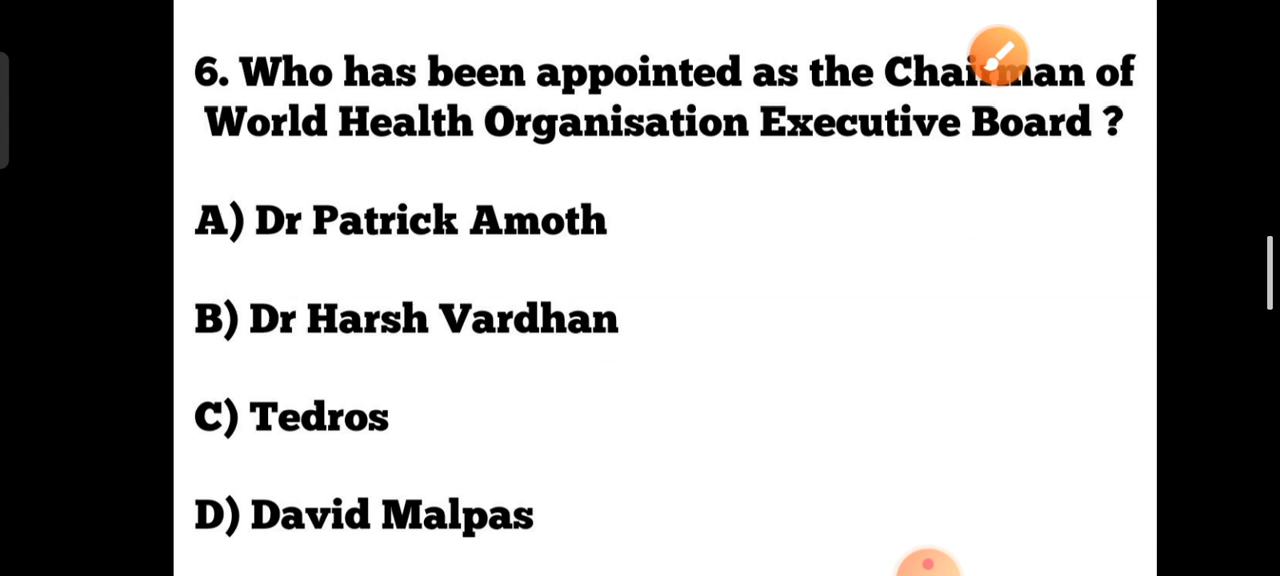 6. Who has been appointed as the Chairman of
World Health Organisation Executive Board ?
A) Dr Patrick Amoth
B) Dr Harsh Vardhan
C) Tedros
D) David Malpas